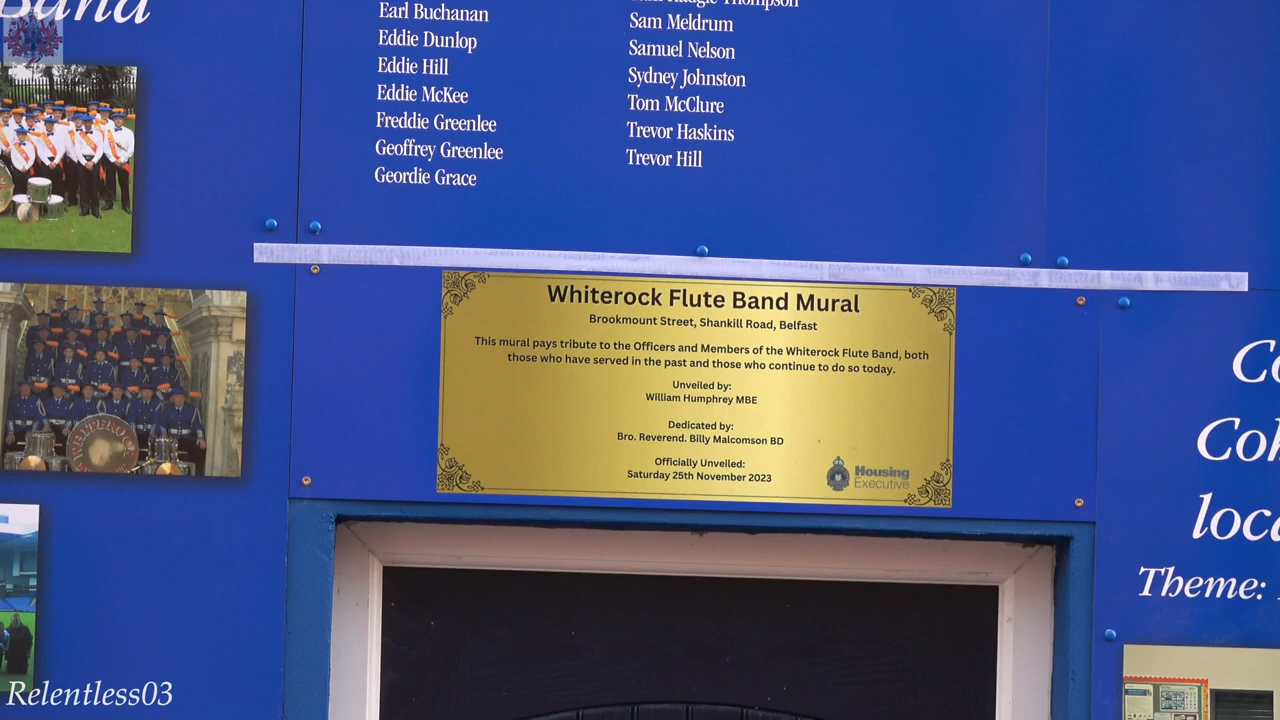 Band
Earl Buchanan
Eddie Dunlop
Eddie Hill
Eddie McKee
Freddie Greenlee
Geoffrey Greenlee
Geordie Grace
Thompson
Sam Meldrum
Samuel Nelson
Sydney Johnston
Tom McClure
Trevor Haskins
Trevor Hill
Whiterock Flute Band Mural
Brookmount Street, Shankill Road, Belfast
This mural pays tribute to the Officers and Members of the Whiterock Flute Band, both
those who have served in the past and those who continue to do so today.
Unveiled by:
William Humphrey MBE
Dedicated by:
Bro. Reverend. Billy Malcomson BD
Officially Unveiled:
Saturday 25th November 2023
Housing
Executive
Theme:
WHITEROCK
Relentless03